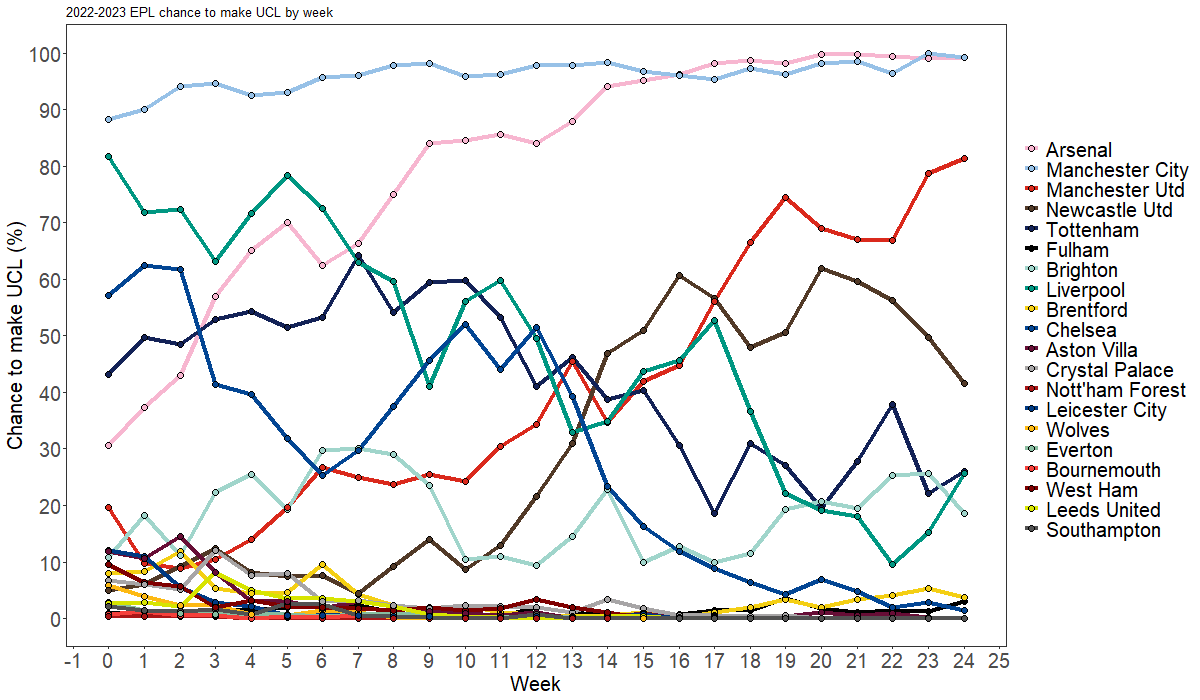 2022-2023 EPL chance to make UCL by week
Chance to make UCL (%)
100
90
80
70
60
50
40
30
20
10
0
-1 0 1 2 3 4 5 6 7 8 9 10 11 12 13 14 15 16 17 18 19 20 21 22 23 24 25
Week
Arsenal
Manchester City
Manchester Utd
Newcastle Utd
Tottenham
Fulham
Brighton
Liverpool
Brentford
Chelsea
Aston Villa
Crystal Palace
Nott'ham Forest
Leicester City
Wolves
Everton
Bournemouth
West Ham
Leeds United
Southampton